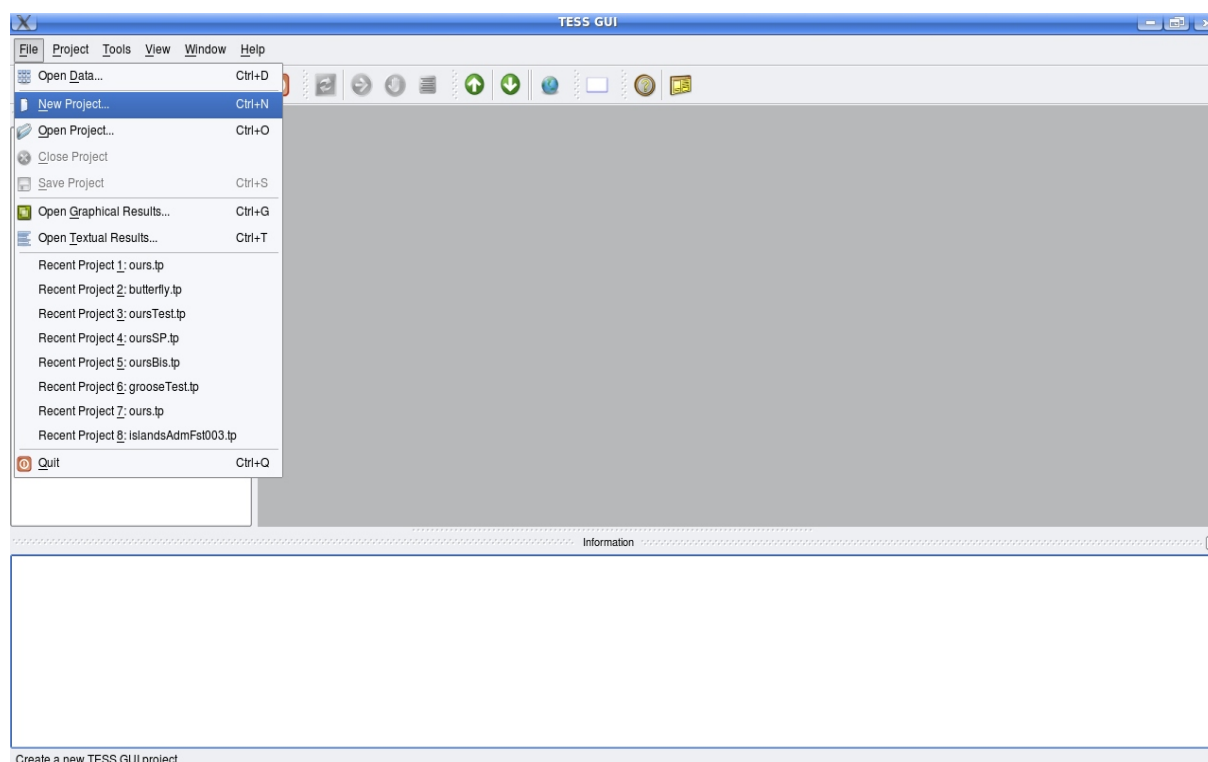 TESS GUI
File Project Tools View Window Help
Open Data... Ctrl+D
New Project... Ctrl+N
Open Project... Ctrl+O
Close Project
Save Project Ctrl+S
Open Graphical Results... Ctrl+G
Open Textual Results... Ctrl+T
Recent Project 1: ours.tp
Recent Project 2: butterfly.tp
Recent Project 3: oursTest.tp
Recent Project 4: oursSP.tp
Recent Project 5: oursBis.tp
Recent Project 6: grooseTest.tp
Recent Project 7: ours.tp
Recent Project 8: islandsAdmFst003.tp
Quit Ctrl+Q
Information
Create a new TESS GUI project